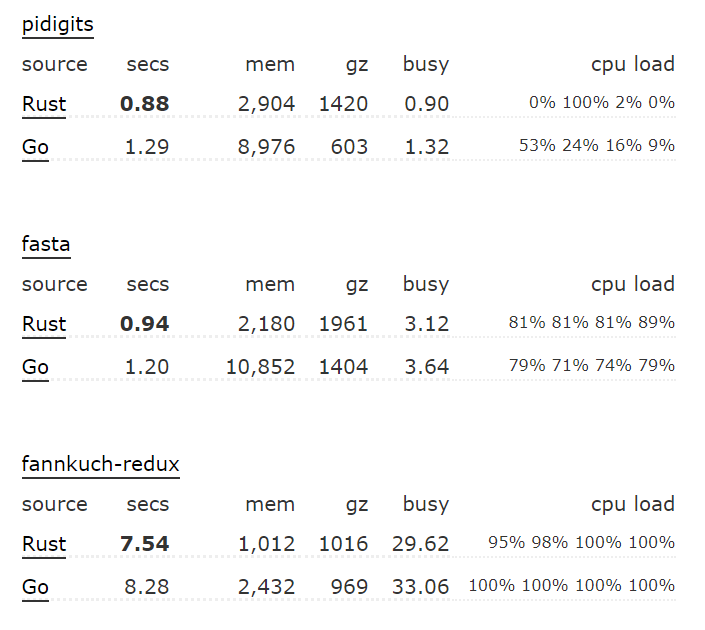 pidigits
source secs mem gz busy cpu load
Rust 0.88 2,904 1420 0.90 0% 100% 2% 0%
Go 1.29 8,976 603 1.32 53% 24% 16% 9%
fasta
source secs mem gz busy cpu load
Rust 0.94 2,180 1961 3.12 81% 81% 81% 89%
Go 1.20 10,852 1404 3.64 79% 71% 74% 79%
fannkuch-redux
source secs mem gz busy cpu load
Rust 7.54 1,012 1016 29.62 95% 98% 100% 100%
Go 8.28 2,432 969 33.06 100% 100% 100% 100%